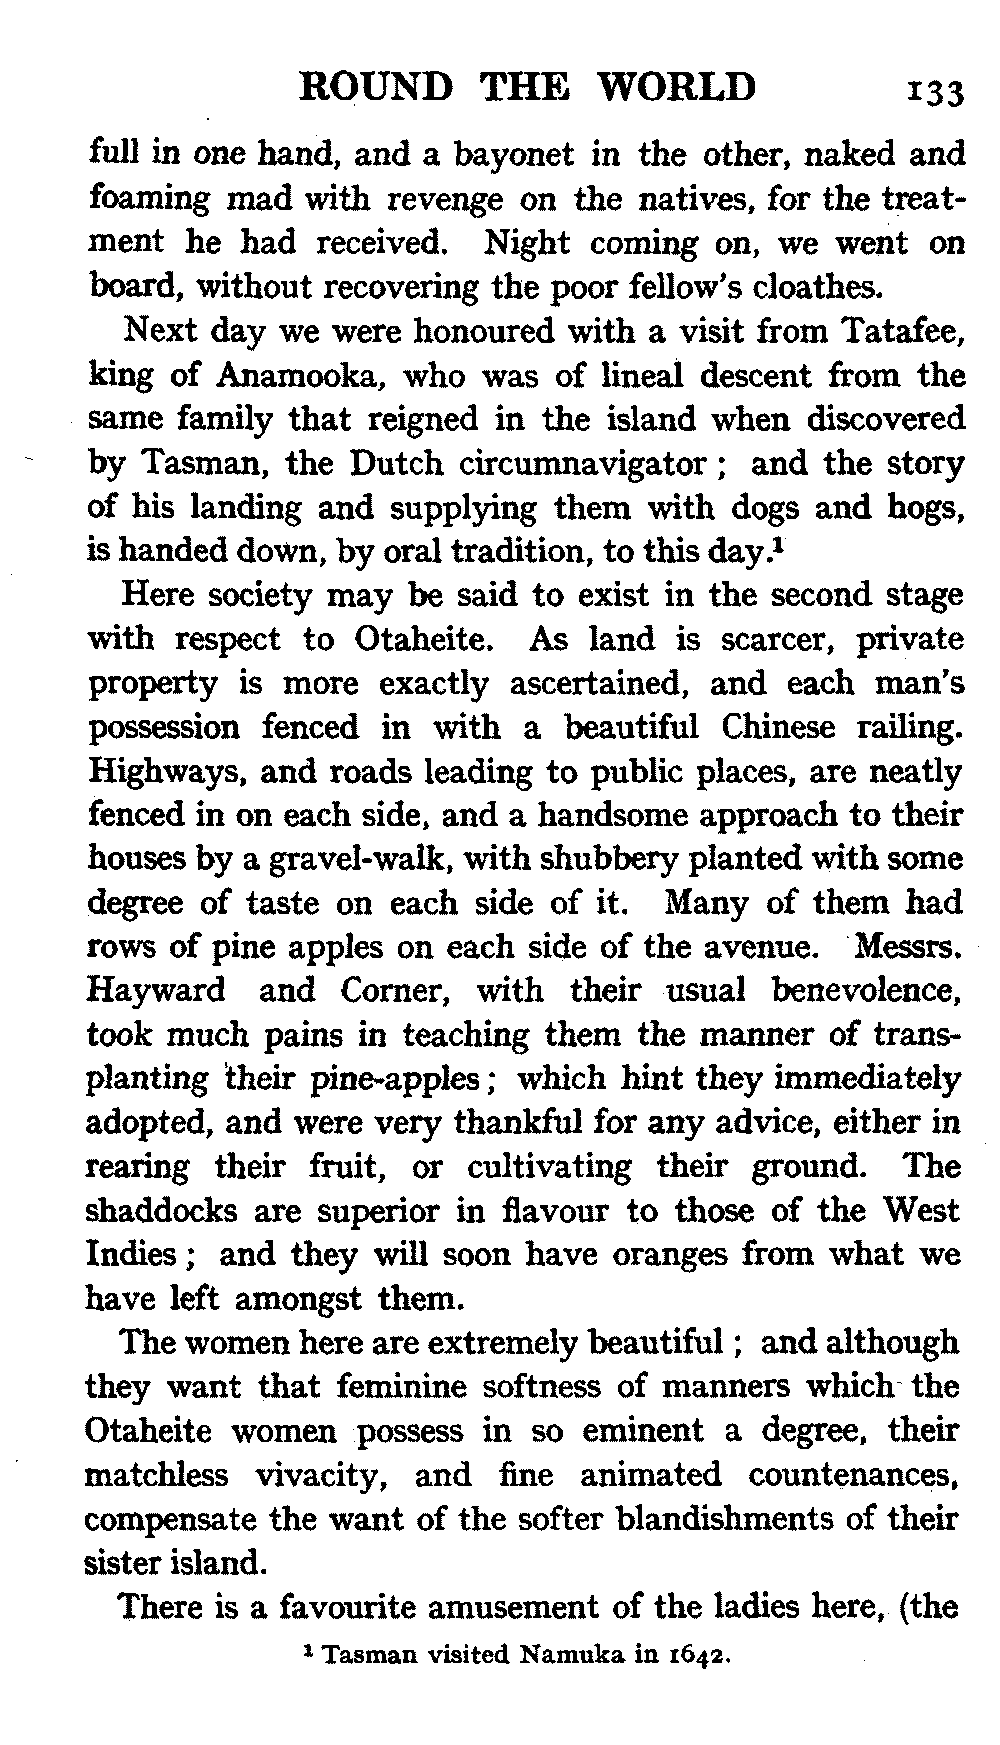 ROUND THE WORLD 133
full in one hand, and a bayonet in the other, naked and
foaming mad with revenge on the natives, for the treat-
ment he had received. Night coming on, we went on
board, without recovering the poor fellow's cloathes.
Next day we were honoured with a visit from Tatafee,
king of Anamooka, who was of lineal descent from the
same family that reigned in the island when discovered
by Tasman, the Dutch circumnavigator ; and the story
of his landing and supplying them with dogs and hogs,
is handed down, by oral tradition, to this day.¹
Here society may be said to exist in the second stage
with respect to Otaheite. As land is scarcer, private
property is more exactly ascertained, and each man's
possession fenced in with a beautiful Chinese railing.
Highways, and roads leading to public places, are neatly
fenced in on each side, and a handsome approach to their
houses by a gravel-walk, with shubbery planted with some
degree of taste on each side of it. Many of them had
rows of pine apples on each side of the avenue. Messrs.
Hayward and Corner, with their usual benevolence,
took much pains in teaching them the manner of trans-
planting their pine-apples ; which hint they immediately
adopted, and were very thankful for any advice, either in
rearing their fruit, or cultivating their ground. The
shaddocks are superior in flavour to those of the West
Indies ; and they will soon have oranges from what we
have left amongst them.
The women here are extremely beautiful ; and although
they want that feminine softness of manners which the
Otaheite women possess in so eminent a degree, their
matchless vivacity, and fine animated countenances,
compensate the want of the softer blandishments of their
sister island.
There is a favourite amusement of the ladies here, (the
¹ Tasman visited Namuka in 1642.